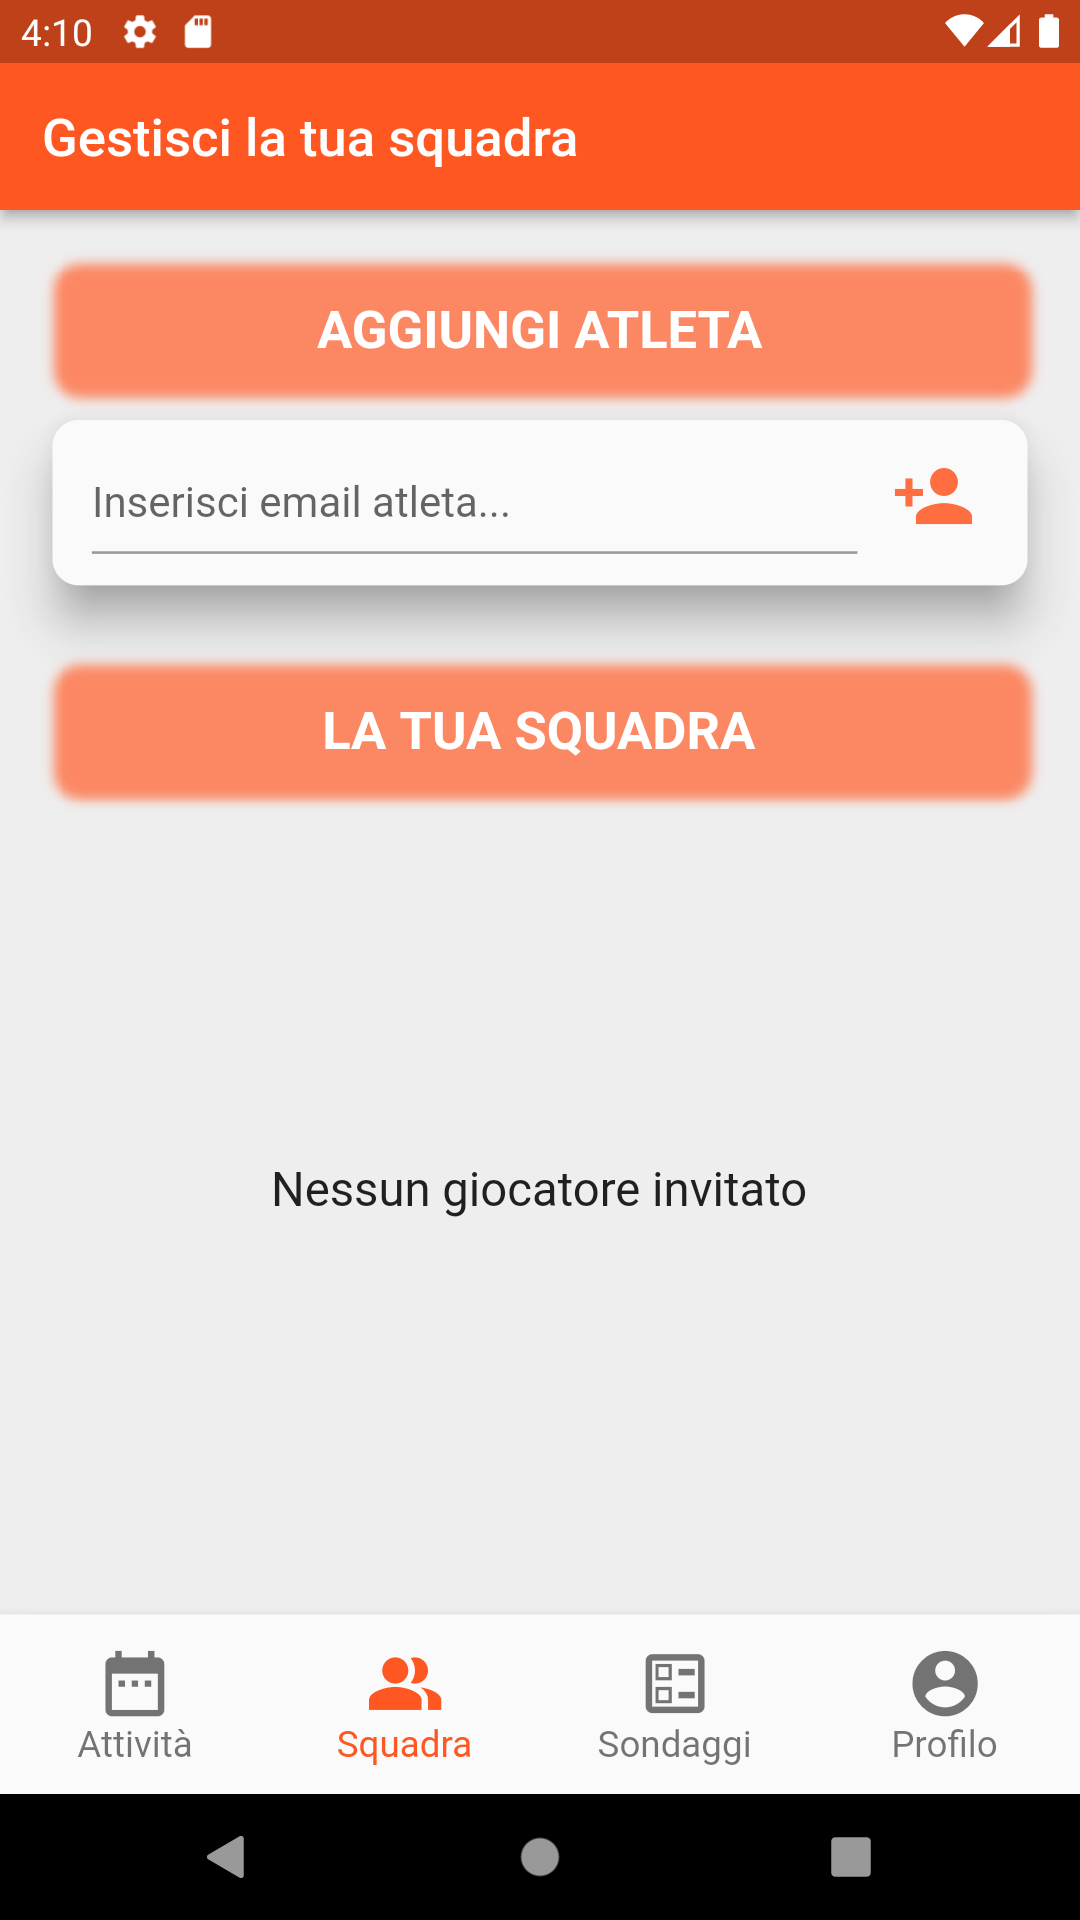 4:10
Gestisci la tua squadra
AGGIUNGI ATLETA
Inserisci email atleta...
LA TUA SQUADRA
Nessun giocatore invitato
Attività Squadra Sondaggi Profilo